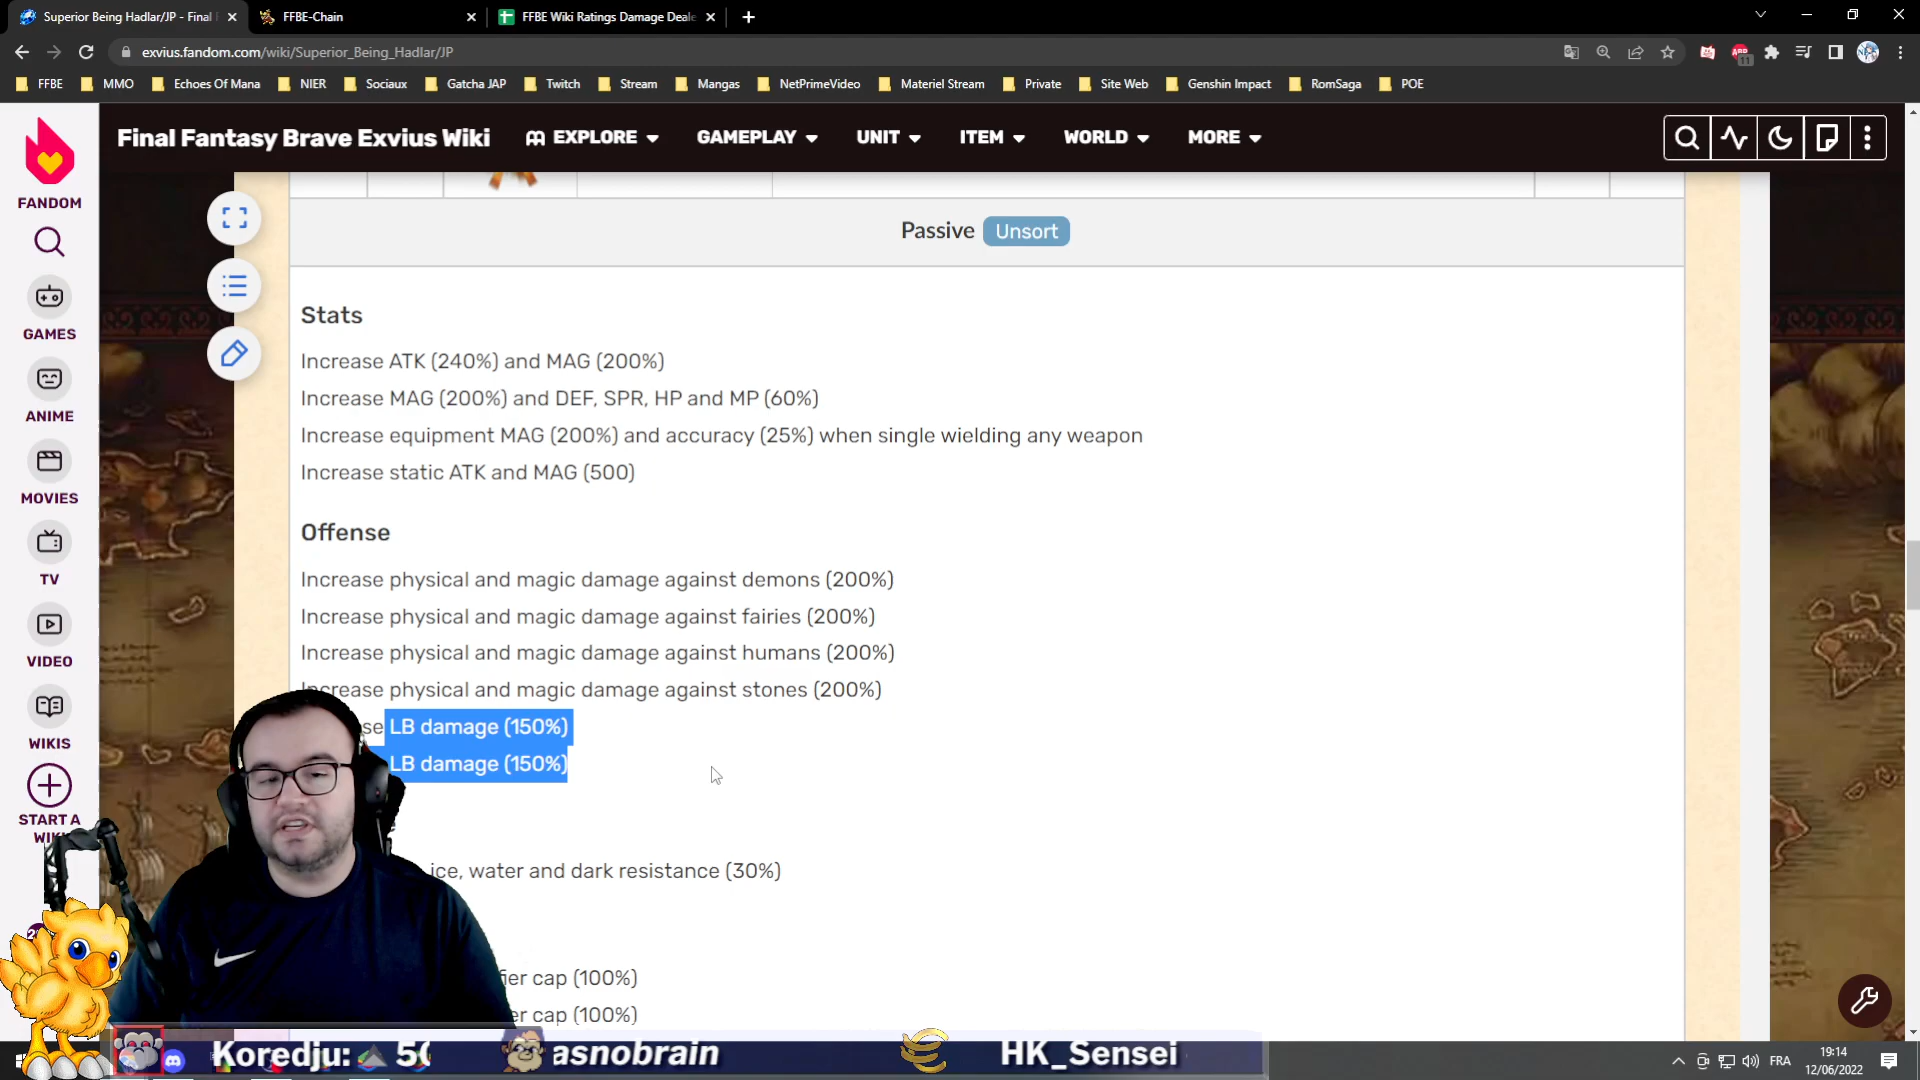 Superior Being Hadlar/JP - Final F
FFBE-Chain
FFBE Wiki Ratings Damage Deale
exvius.fandom.com/wiki/Superior_Being_Hadlar/JP
11
FFBE
MMO
Echoes Of Mana
NIER
Sociaux
Gatcha JAP
Twitch
Stream
Mangas
NetPrimeVideo
Materiel Stream
Private
Site Web
Genshin Impact
RomSaga
POE
Final Fantasy Brave Exvius Wiki
EXPLORE
GAMEPLAY
UNIT
ITEM
WORLD
MORE
FANDOM
GAMES
ANIME
MOVIES
TV
VIDEO
WIKIS
START A
Passive Unsort
Stats
Increase ATK (240%) and MAG (200%)
Increase MAG (200%) and DEF, SPR, HP and MP (60%)
Increase equipment MAG (200%) and accuracy (25%) when single wielding any weapon
Increase static ATK and MAG (500)
Offense
Increase physical and magic damage against demons (200%)
Increase physical and magic damage against fairies (200%)
Increase physical and magic damage against humans (200%)
Increase physical and magic damage against stones (200%)
se LB damage (150%)
LB damage (150%)
ice, water and dark resistance (30%)
fier cap (100%)
er cap (100%)
Koredju: 50
asnobrain
HK_Sensei
FRA
19:14
12/06/2022